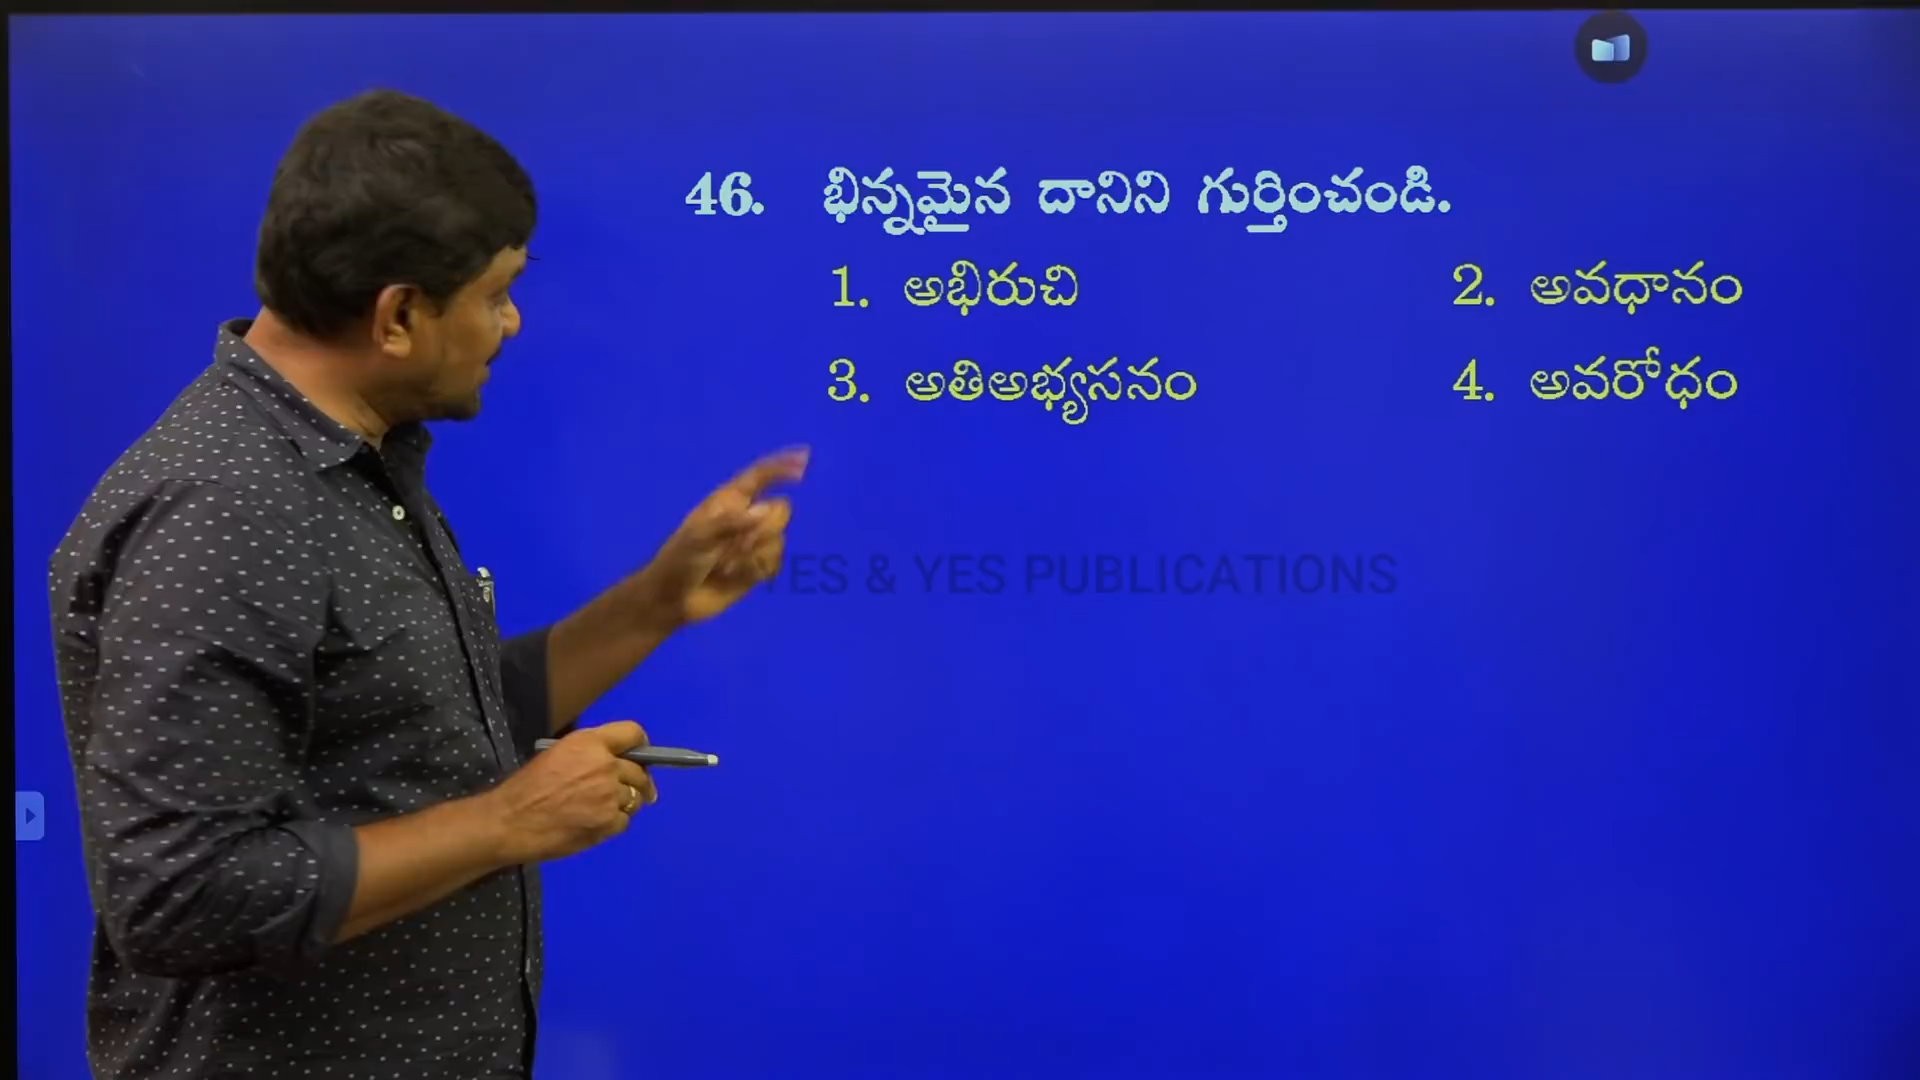 46. భిన్నమైన దానిని గుర్తించండి.
1. అభిరుచి 2. అవధానం
3. అతిఅభ్యసనం 4. అవరోధం
YES & YES PUBLICATIONS